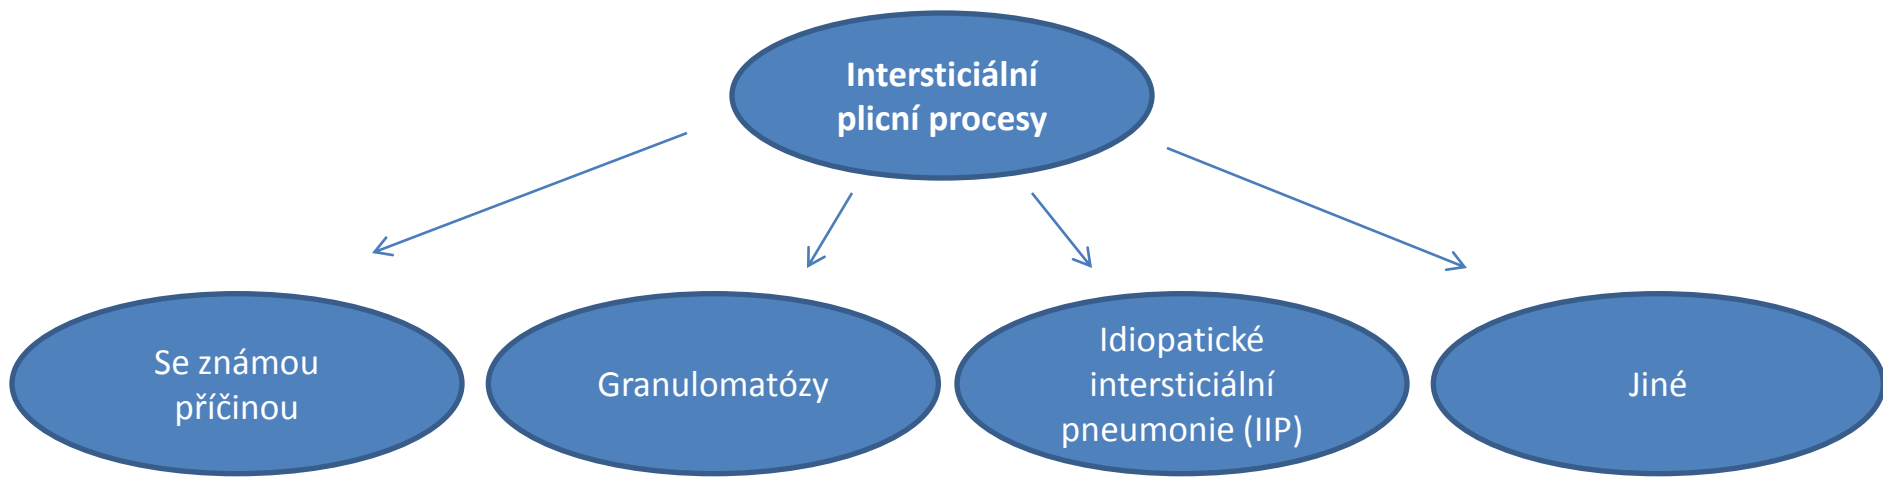 Intersticiální
plicní procesy
Se známou
příčinou
Granulomatózy
Idiopatické
intersticiální
pneumonie (IIP)
Jiné